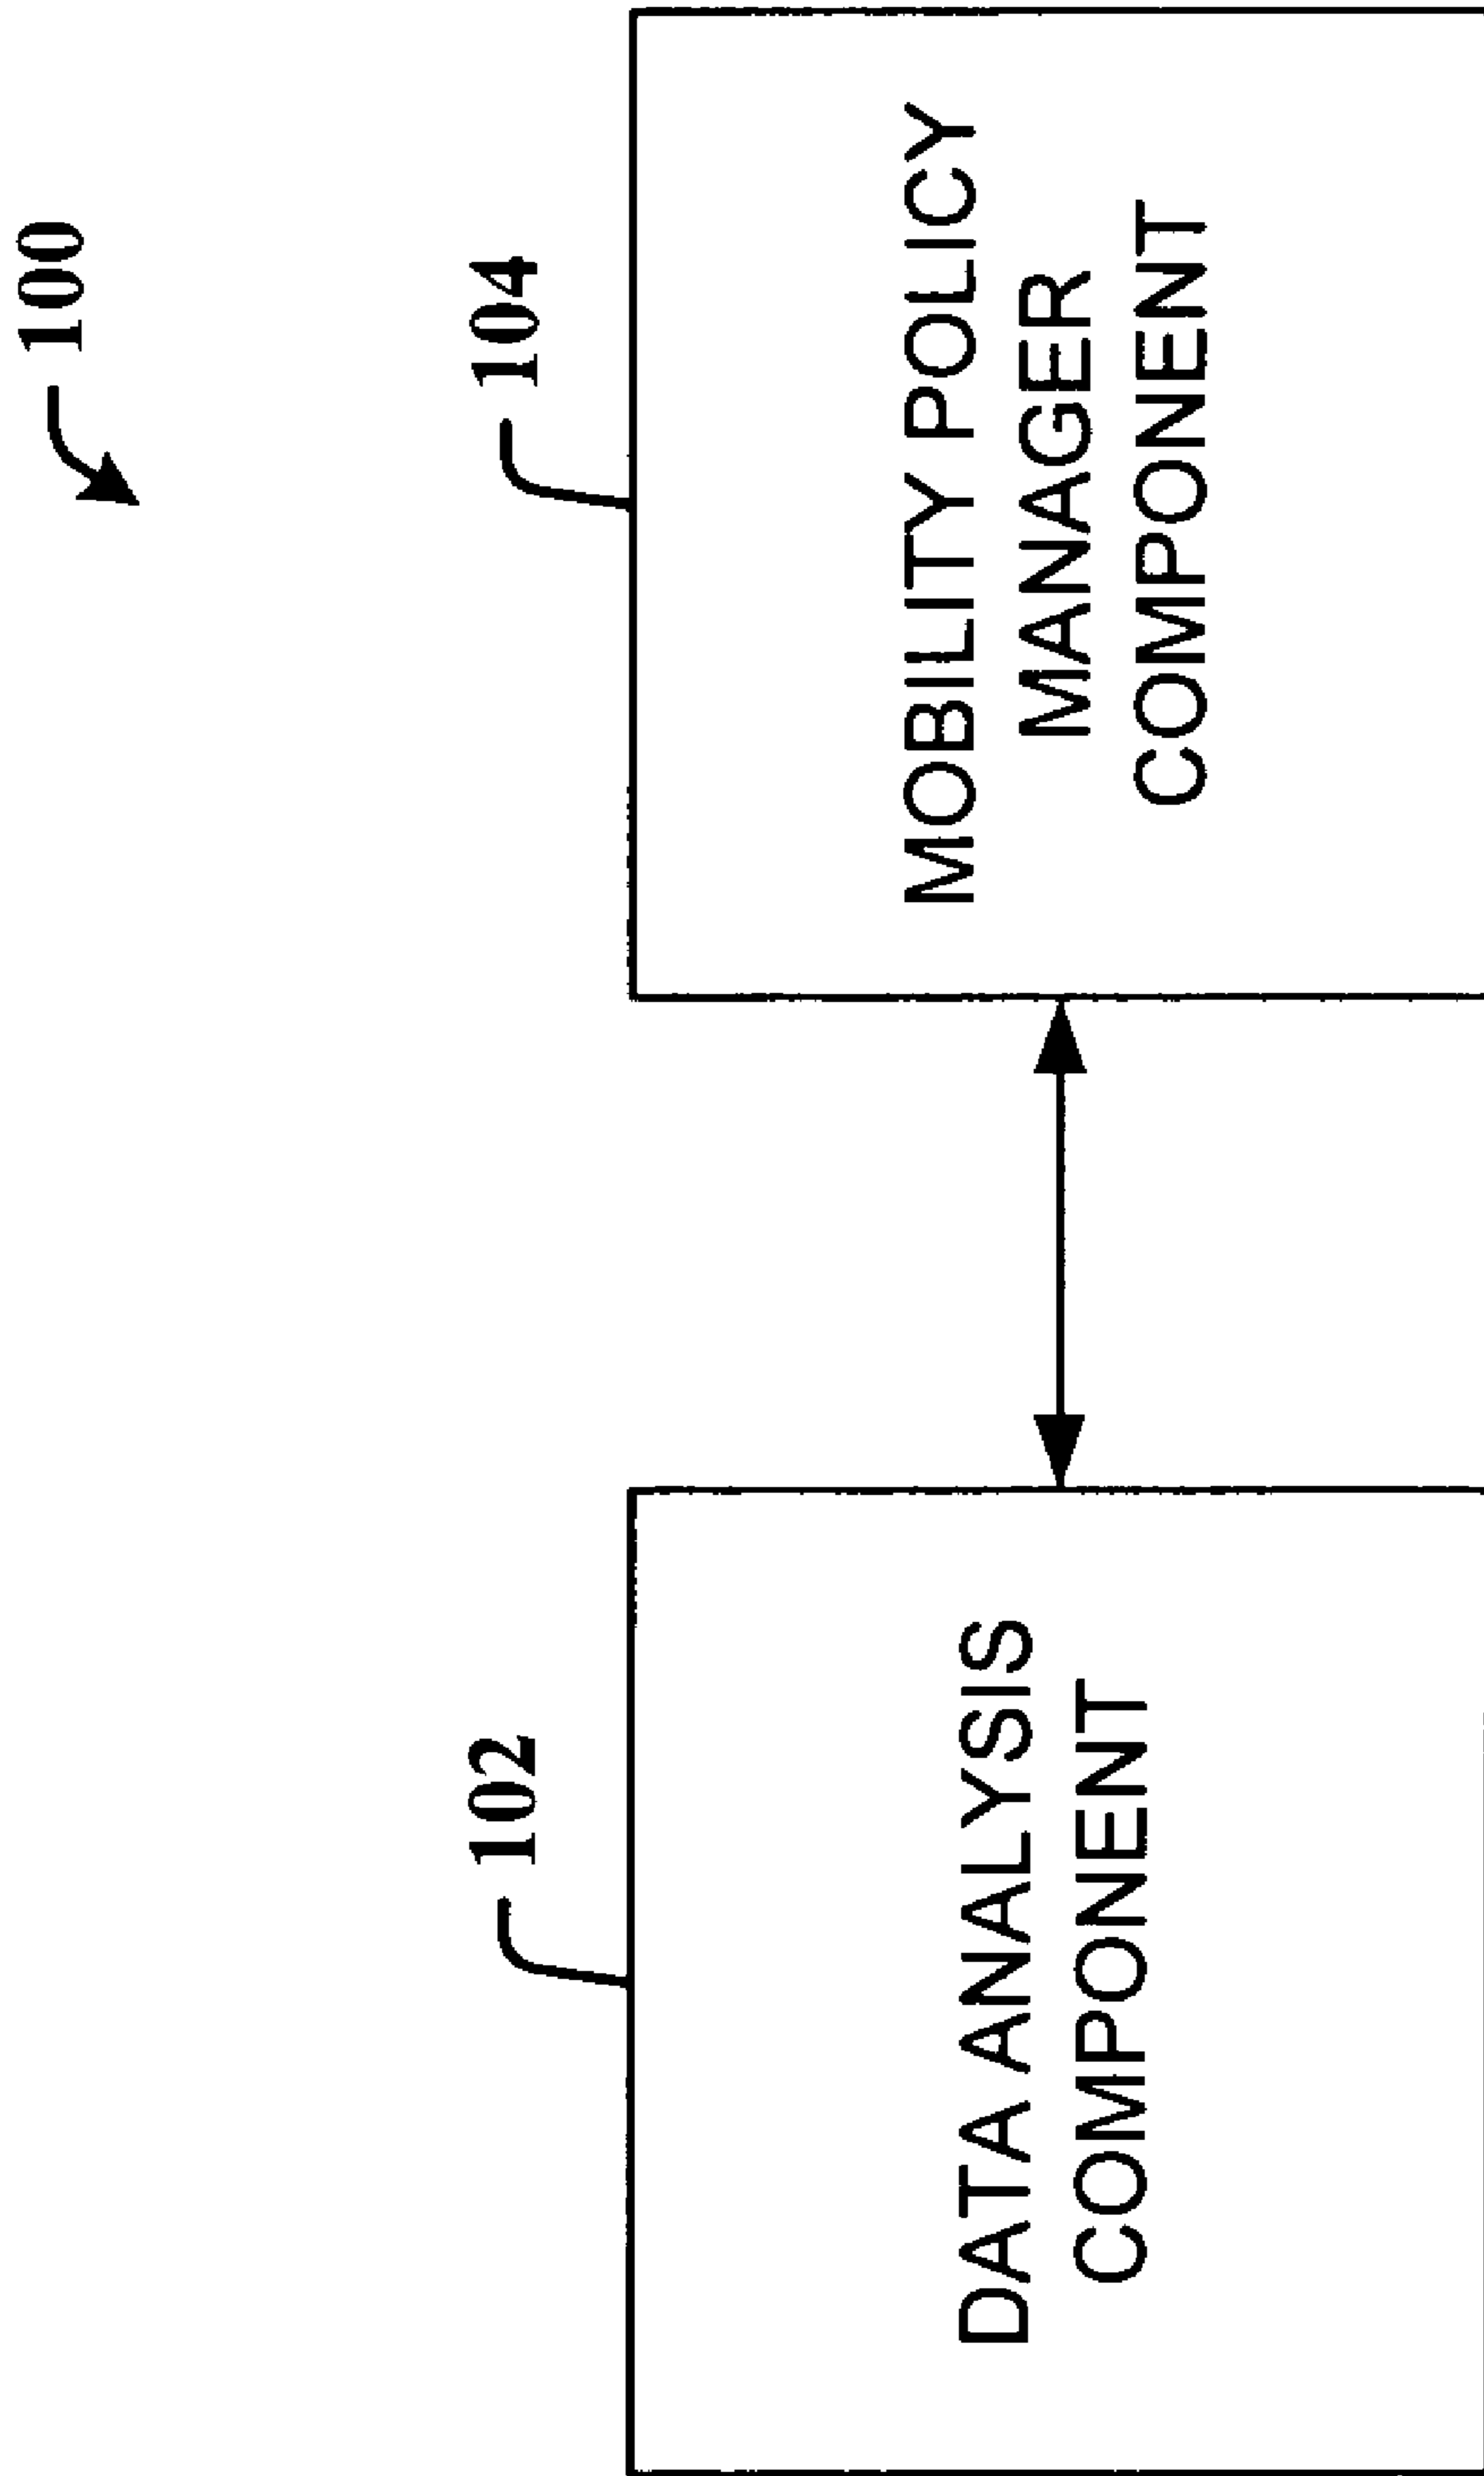 100
102
DATA ANALYSIS
COMPONENT
104
MOBILITY POLICY
MANAGER
COMPONENT